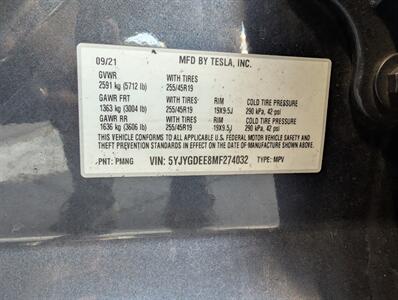 09/21 MFD BY TESLA, INC.
GVWR WITH TIRES
2591 kg (5712 lb) 255/45R19
GAWR FRT WITH TIRES RIM COLD TIRE PRESSURE
1363 kg (3004 lb) 255/45R19 19X9.5J 290 kPa, 42 psi
GAWR RR WITH TIRES RIM COLD TIRE PRESSURE
1636 kg (3606 lb) 255/45R19 19X9.5J 290 kPa, 42 psi
THIS VEHICLE CONFORMS TO ALL APPLICABLE U.S. FEDERAL MOTOR VEHICLE SAFETY AND
THEFT PREVENTION STANDARDS IN EFFECT ON THE DATE OF MANUFACTURE SHOWN ABOVE
PNT: PMNG VIN: 5YJYGDEE8MF274032 TYPE: MPV